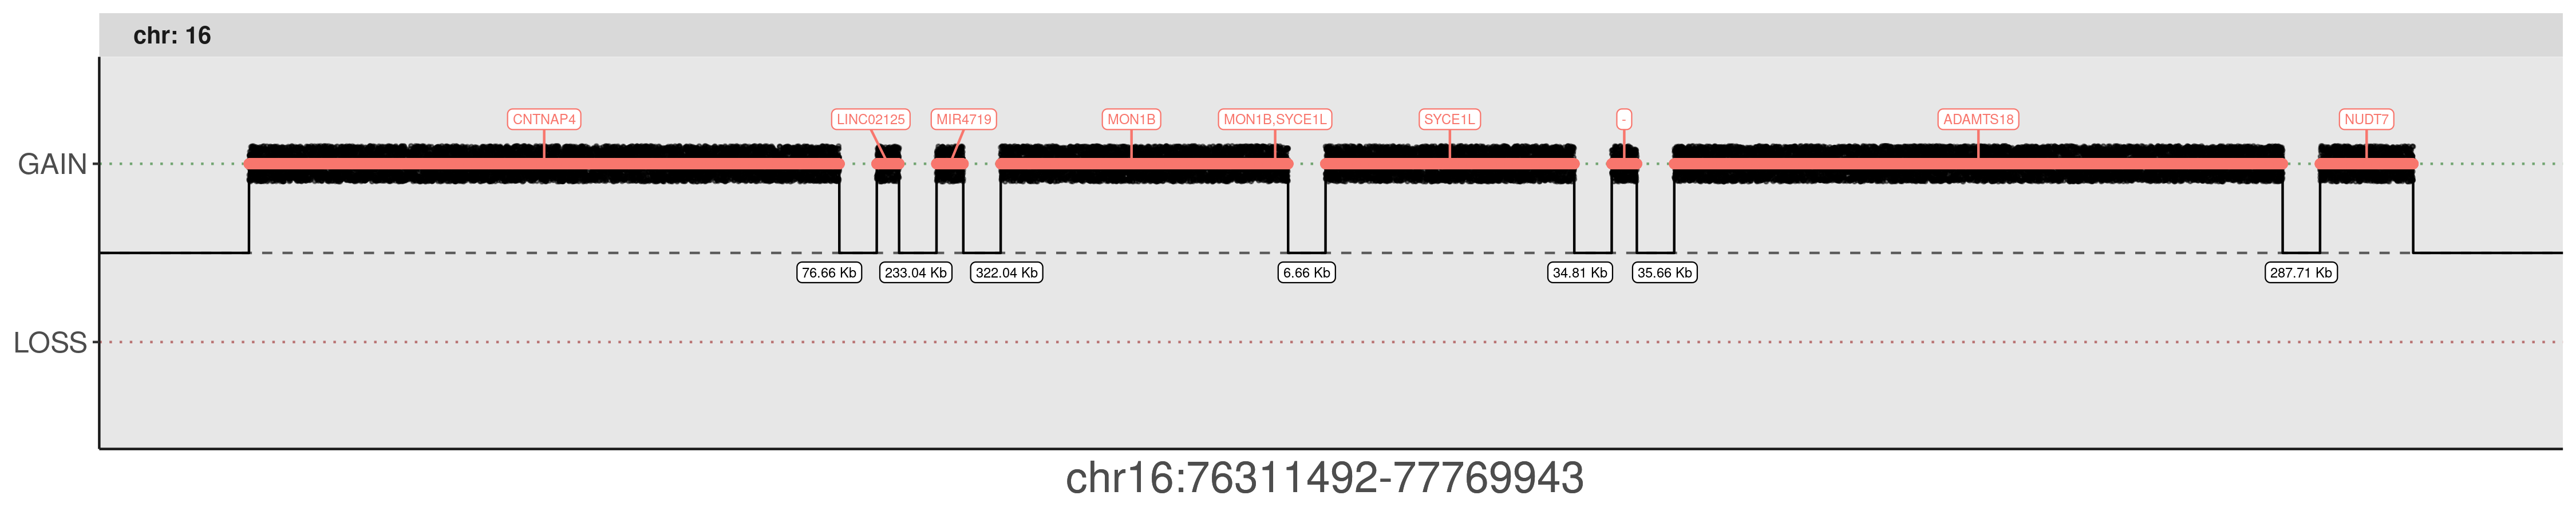 chr: 16
CNTNAP4
LINC02125
MIR4719
MON1B
MON1B,SYCE1L
SYCE1L
-
ADAMTS18
NUDT7
GAIN
76.66 Kb
233.04 Kb
322.04 Kb
6.66 Kb
34.81 Kb
35.66 Kb
287.71 Kb
LOSS
chr16:76311492-77769943